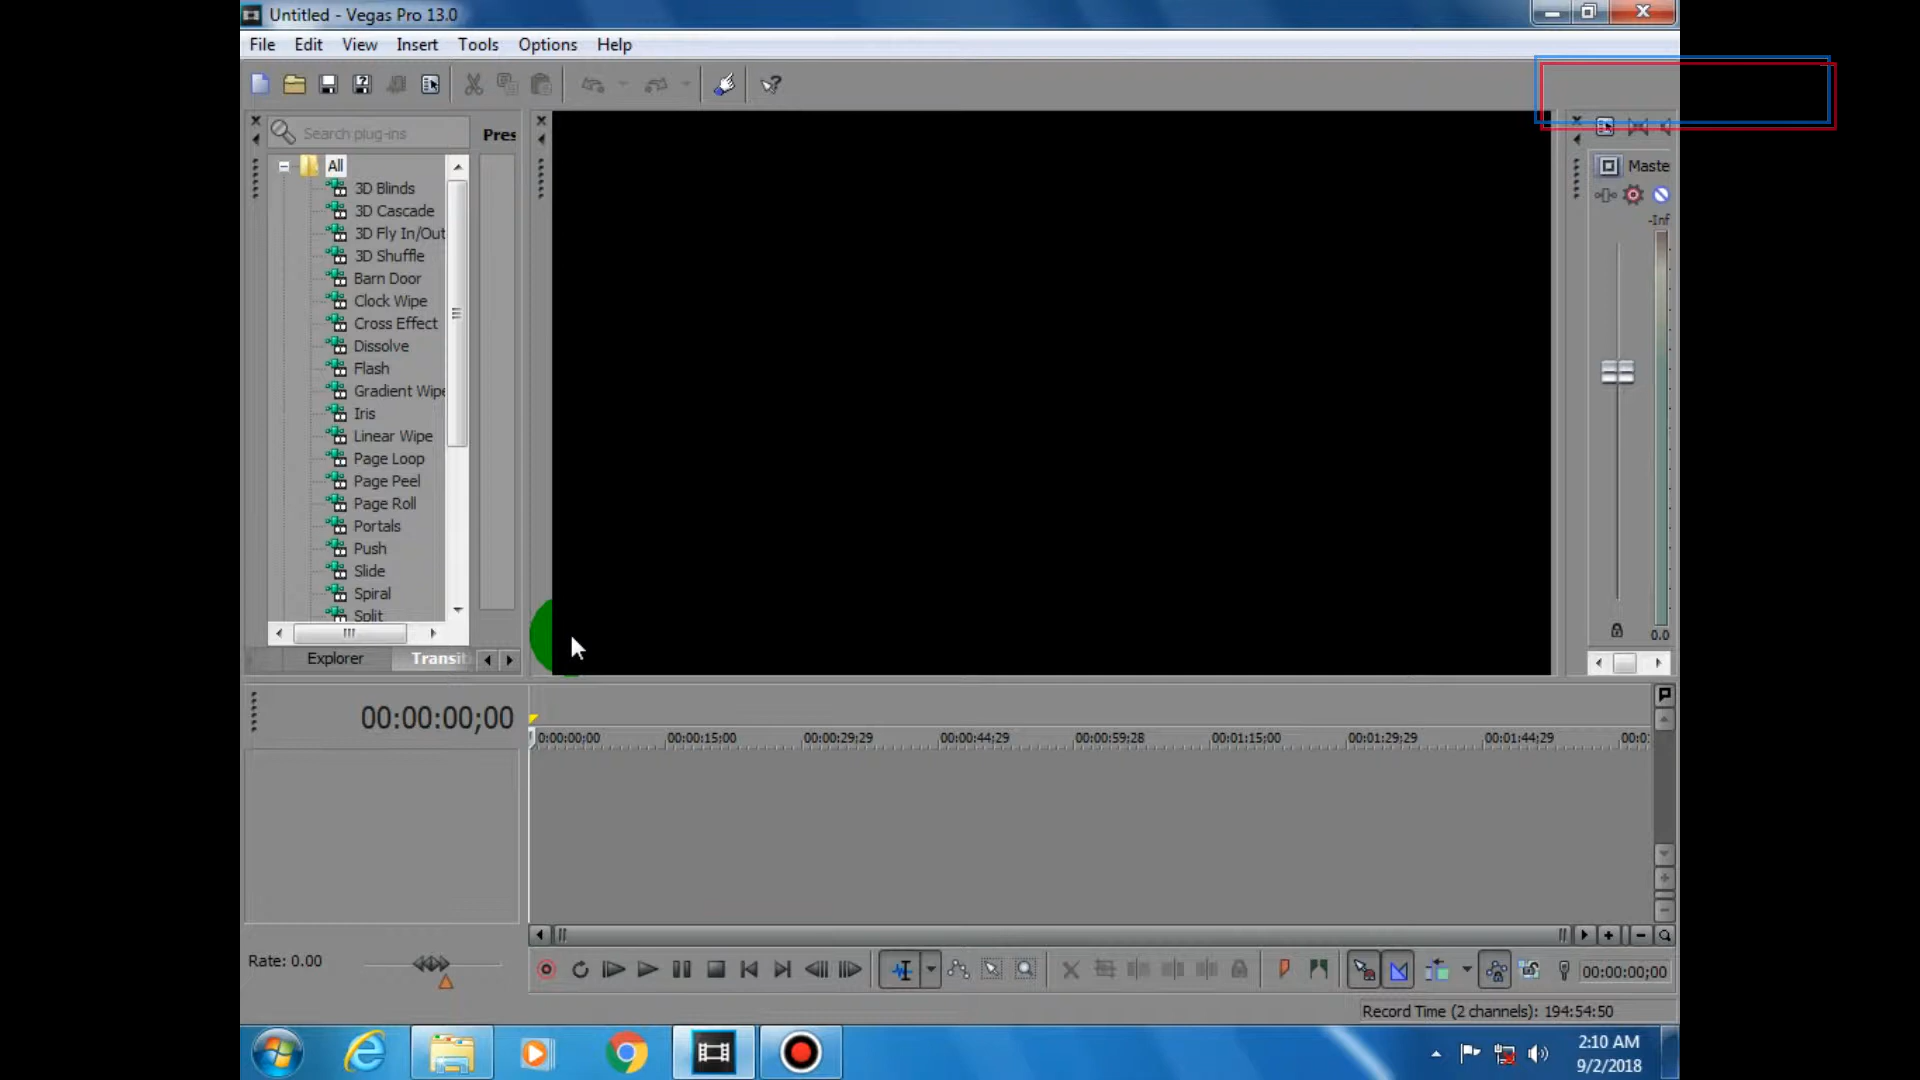 Untitled - Vegas Pro 13.0
File Edit View Insert Tools Options Help
Search plug-ins
Pres
All
3D Blinds
3D Cascade
3D Fly In/Out
3D Shuffle
Barn Door
Clock Wipe
Cross Effect
Dissolve
Flash
Gradient Wipe
Iris
Linear Wipe
Page Loop
Page Peel
Page Roll
Portals
Push
Slide
Spiral
Split
Explorer Transit
Maste
-Inf
0.0
00:00:00;00
0:00:00;00 00:00:15;00 00:00:29;29 00:00:44;29 00:00:59;28 00:01:15;00 00:01:29;29 00:01:44;29 00:0
Rate: 0.00
00:00:00;00
Record Time (2 channels): 194:54:50
2:10 AM
9/2/2018